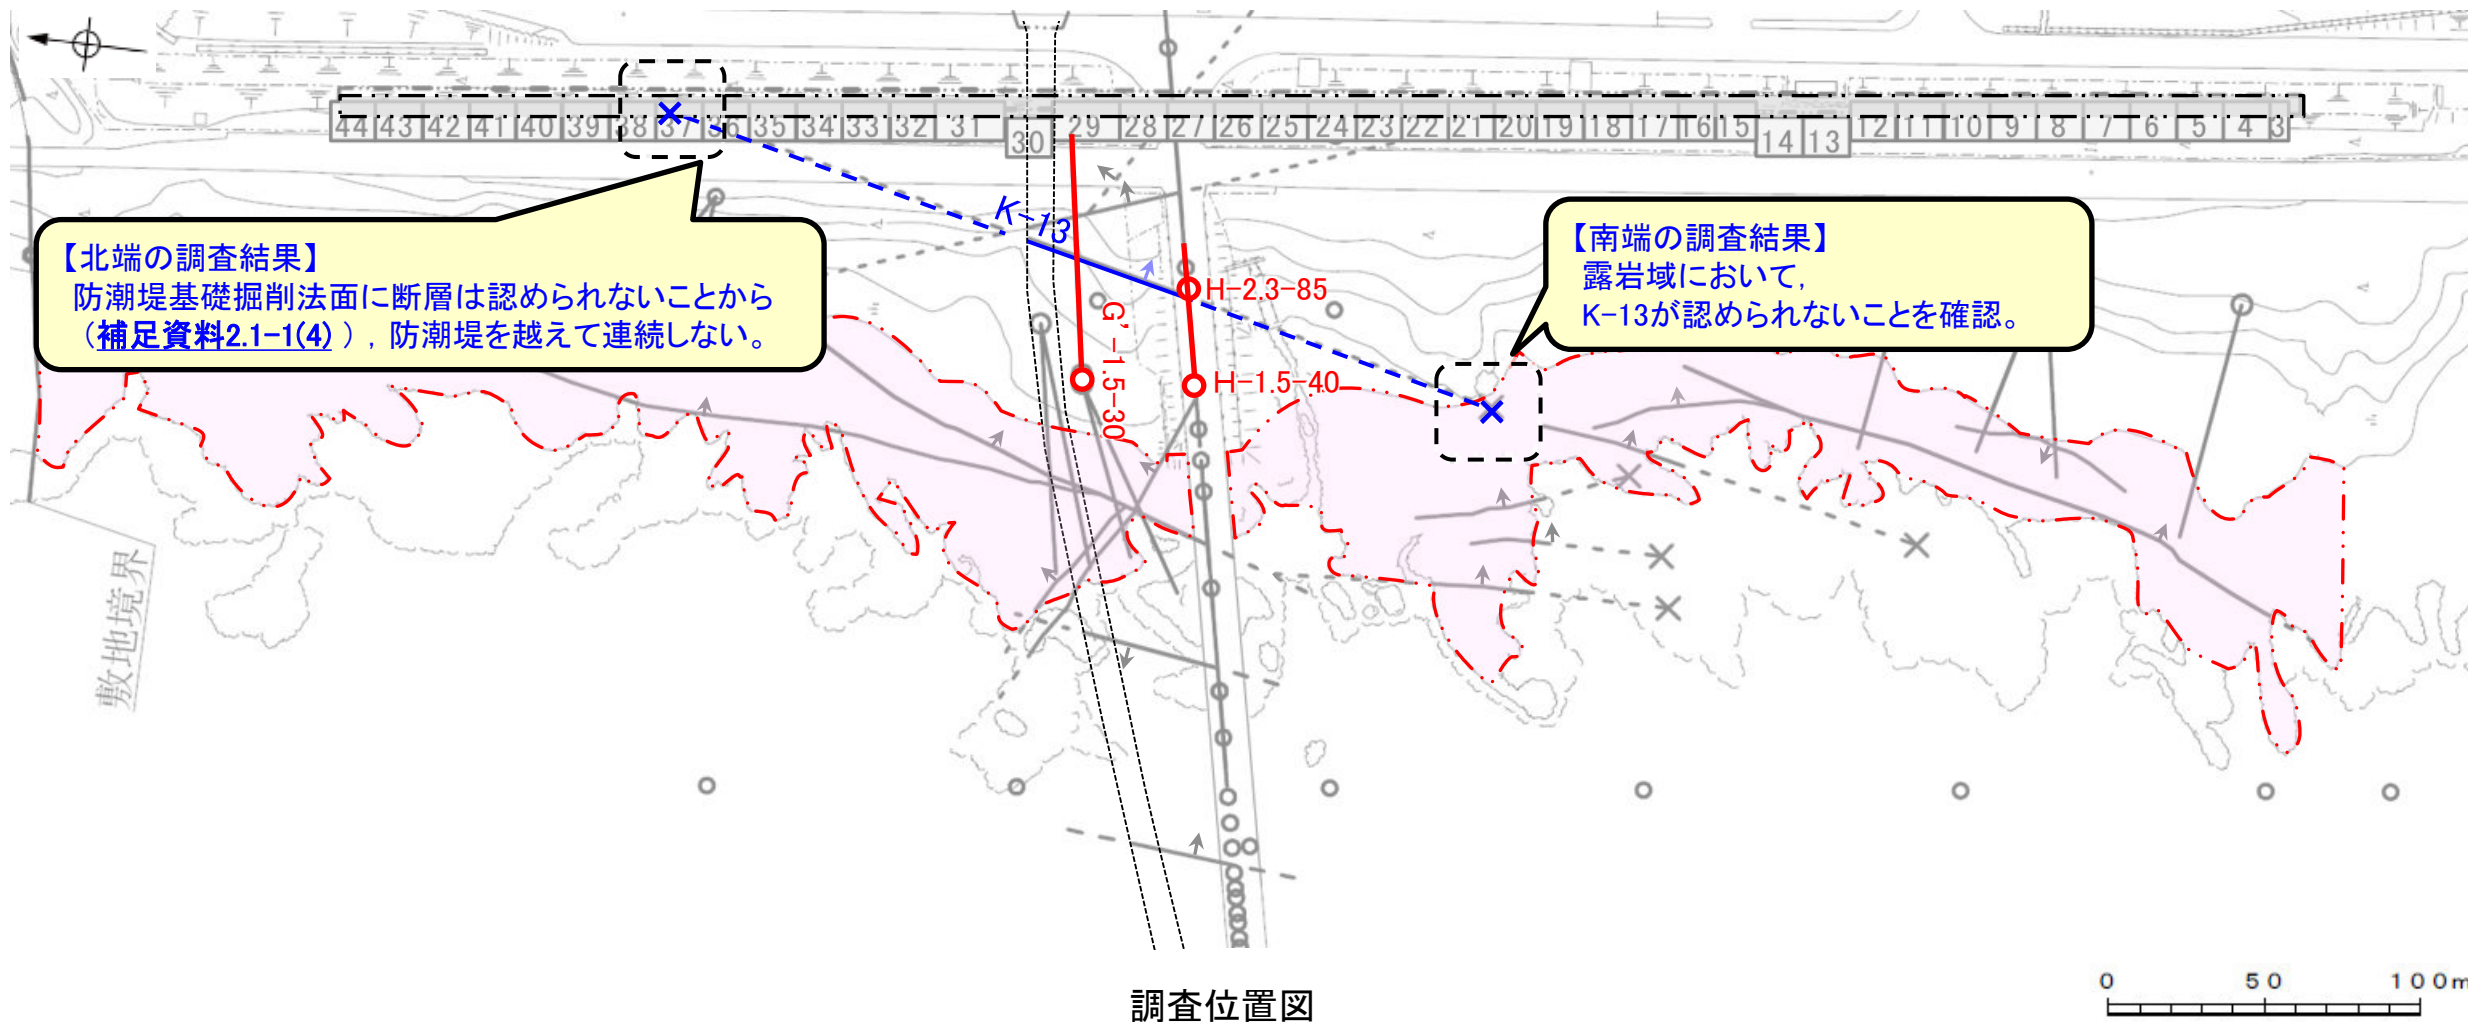 44 43 42 41 40 39 38 37 36 35 34 33 32 31 30 29 28 27 26 25 24 23 22 21 20 19 18 17 16 15 14 13 12 11 10 9 8 7 6 5 4 3
K-13
【北端の調査結果】
防潮堤基礎掘削法面に断層は認められないことから
（補足資料2.1-1(4)），防潮堤を越えて連続しない。
【南端の調査結果】
露岩域において，
K-13が認められないことを確認。
H-2.3-85
G’-1.5-30
H-1.5-40
敷地境界
0 50 100m
調査位置図